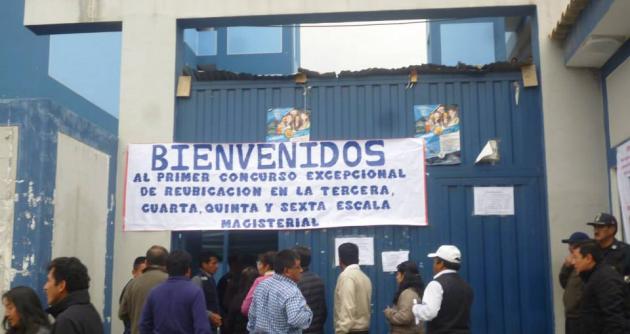 BIENVENIDOS
AL PRIMER CONCURSO EXCEPCIONAL
DE REUBICACION EN LA TERCERA,
CUARTA, QUINTA Y SEXTA ESCALA
MAGISTERIAL